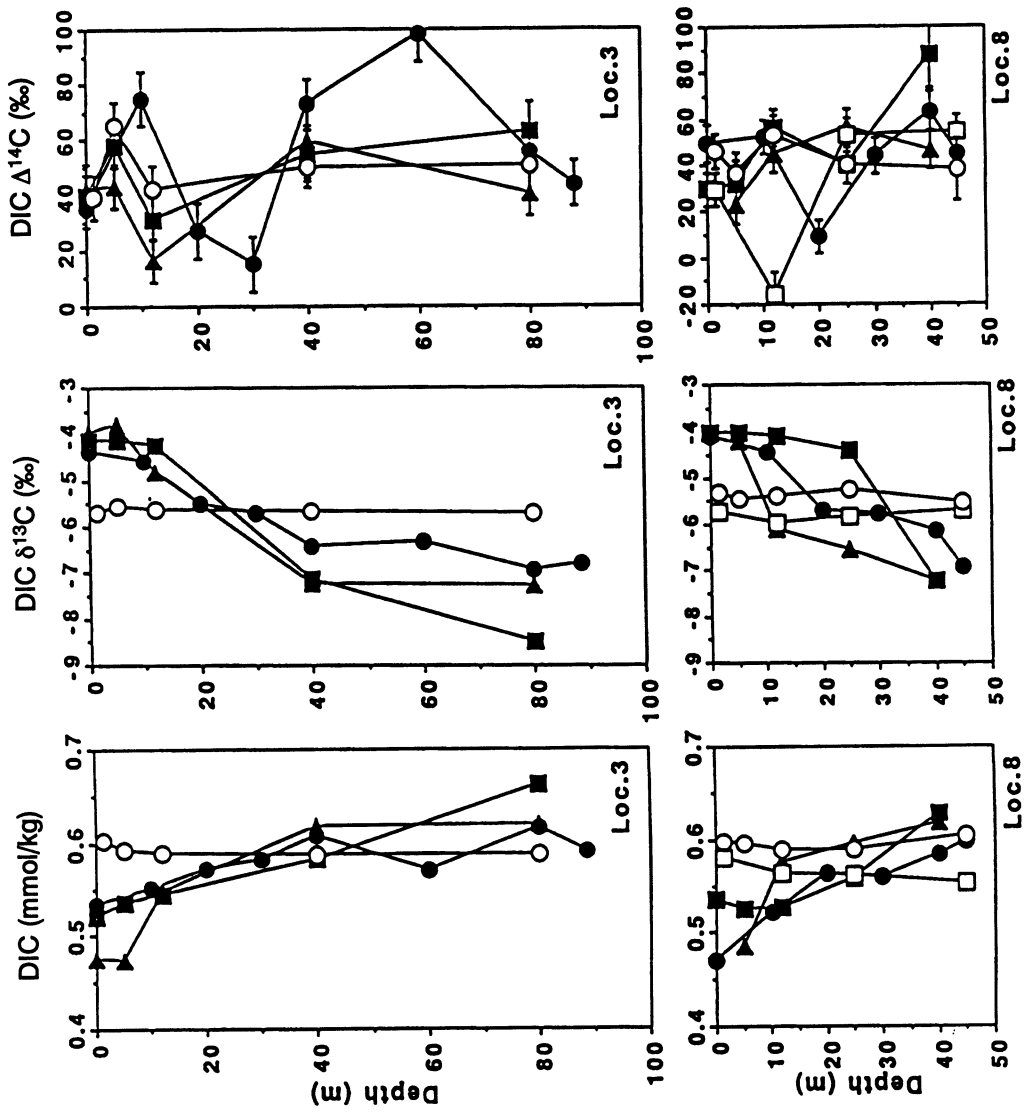 DIC (mmol/kg)
DIC δ¹³C (‰)
DIC Δ¹⁴C (‰)
0.4 0.5 0.6 0.7
-9 -8 -7 -6 -5 -4 -3
0 20 40 60 80 100
0 20 40 60 80 100
0 20 40 60 80 100
0 20 40 60 80 100
Depth (m)
Loc.3
Loc.3
Loc.3
0.4 0.5 0.6 0.7
-9 -8 -7 -6 -5 -4 -3
-20 0 20 40 60 80 100
0 10 20 30 40 50
0 10 20 30 40 50
0 10 20 30 40 50
Depth (m)
Loc.8
Loc.8
Loc.8